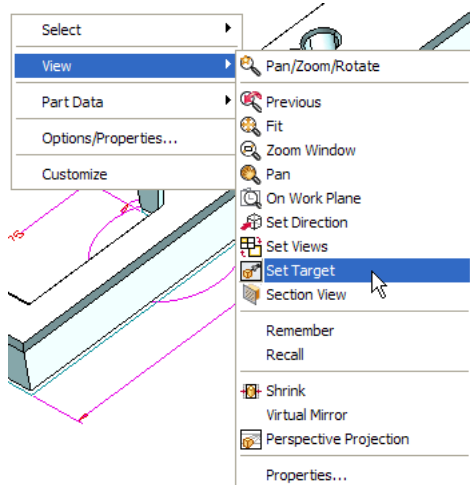 Select
View
Part Data
Options/Properties...
Customize
Pan/Zoom/Rotate
Previous
Fit
Zoom Window
Pan
On Work Plane
Set Direction
Set Views
Set Target
Section View
Remember
Recall
Shrink
Virtual Mirror
Perspective Projection
Properties...